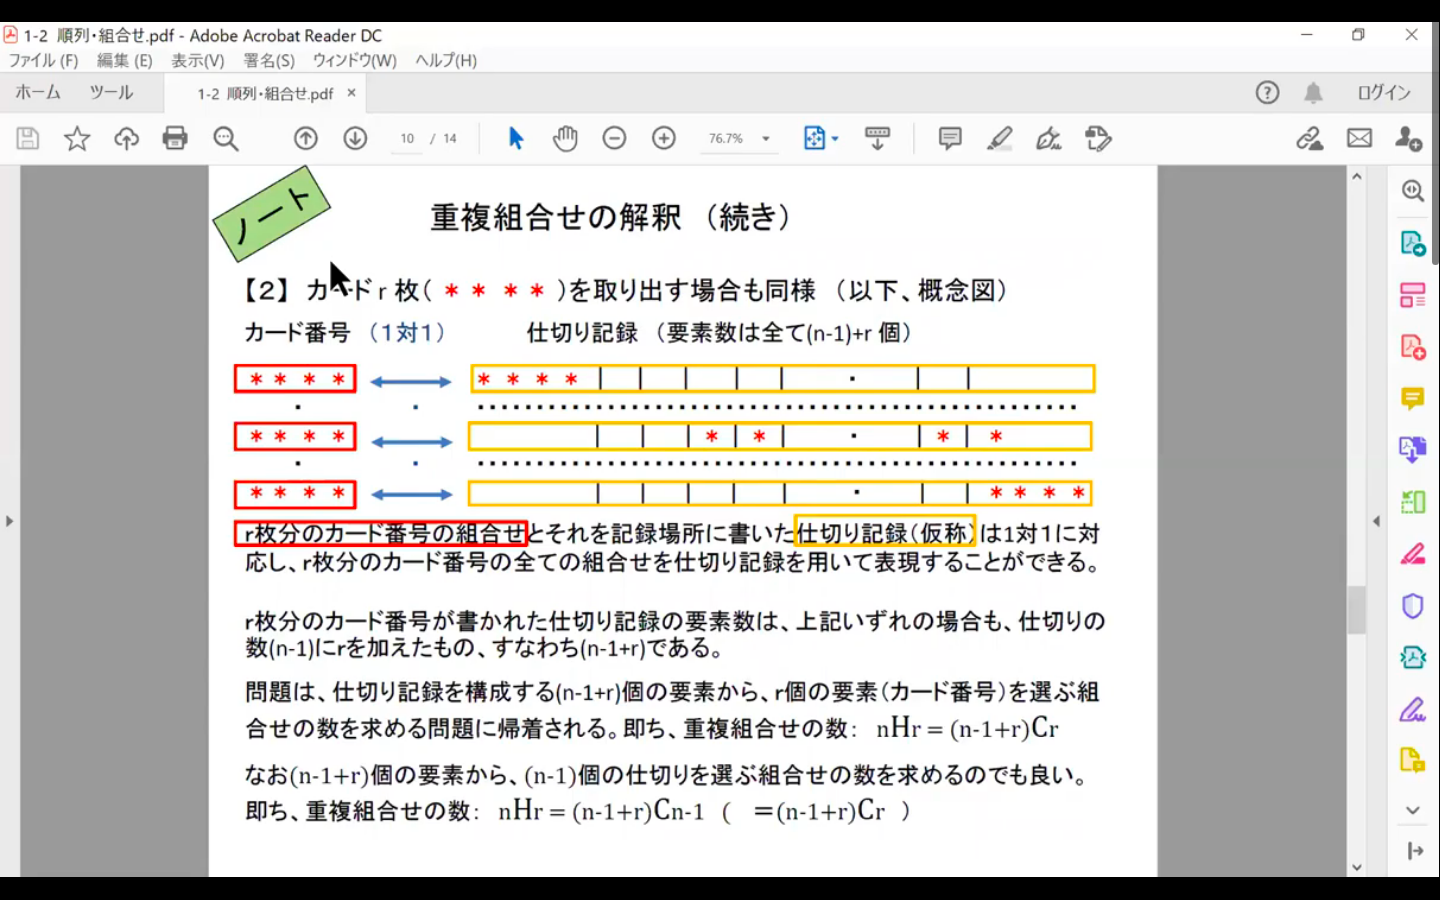 1-2 順列・組合せ.pdf - Adobe Acrobat Reader DC
ファイル(F) 編集(E) 表示(V) 署名(S) ウィンドウ(W) ヘルプ(H)
ホーム ツール 1-2 順列・組合せ.pdf × ログイン
10 / 14 76.7%
ノート
重複組合せの解釈（続き）
【２】カードr枚(＊＊＊＊)を取り出す場合も同様（以下、概念図）
カード番号（1対1） 仕切り記録（要素数は全て(n-1)+r 個）
＊＊＊＊ ＊＊＊＊| | | | | ・ | |
＊＊＊＊ | | |＊|＊| ・ |＊|＊
＊＊＊＊ | | | | | ・ | | ＊＊＊＊
r枚分のカード番号の組合せとそれを記録場所に書いた仕切り記録(仮称)は1対1に対
応し、r枚分のカード番号の全ての組合せを仕切り記録を用いて表現することができる。
r枚分のカード番号が書かれた仕切り記録の要素数は、上記いずれの場合も、仕切りの
数(n-1)にrを加えたもの、すなわち(n-1+r)である。
問題は、仕切り記録を構成する(n-1+r)個の要素から、r個の要素(カード番号)を選ぶ組
合せの数を求める問題に帰着される。即ち、重複組合せの数： nHr = (n-1+r)Cr
なお(n-1+r)個の要素から、(n-1)個の仕切りを選ぶ組合せの数を求めるのでも良い。
即ち、重複組合せの数： nHr = (n-1+r)Cn-1 ( =(n-1+r)Cr )